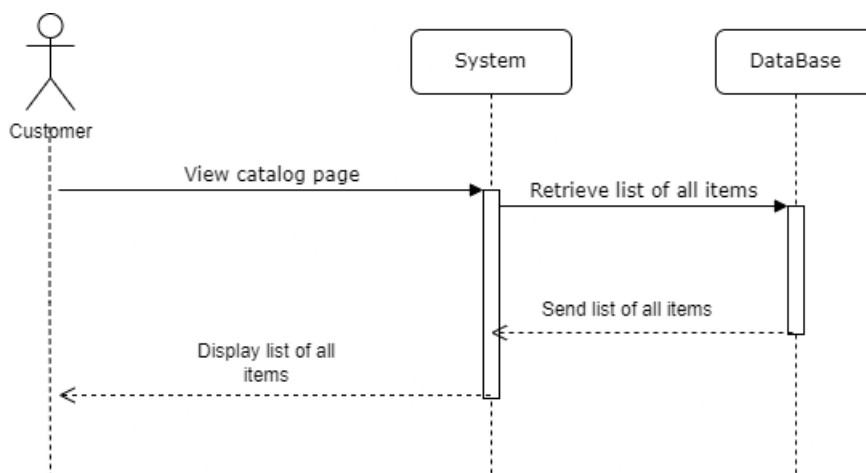 System
DataBase
Customer
View catalog page
Retrieve list of all items
Send list of all items
Display list of all
items